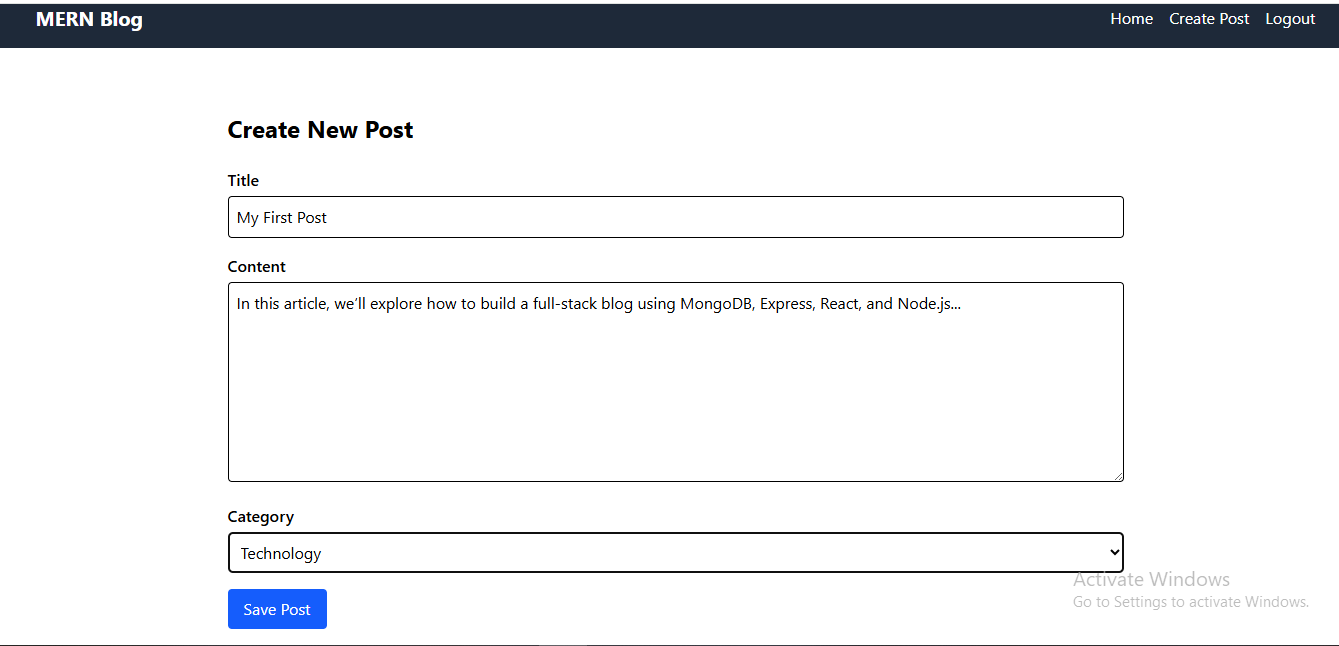 MERN Blog
Home Create Post Logout
Create New Post
Title
My First Post
Content
In this article, we’ll explore how to build a full-stack blog using MongoDB, Express, React, and Node.js...
Category
Technology
Save Post
Activate Windows
Go to Settings to activate Windows.